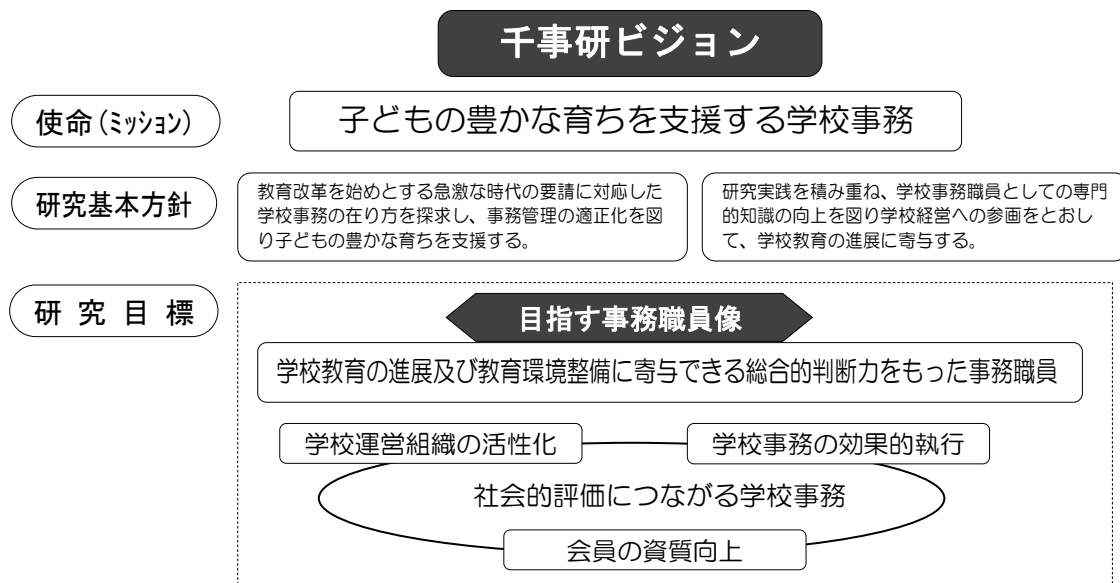 千事研ビジョン
使命(ﾐｯｼｮﾝ)
子どもの豊かな育ちを支援する学校事務
研究基本方針
教育改革を始めとする急激な時代の要請に対応した
学校事務の在り方を探求し、事務管理の適正化を図
り子どもの豊かな育ちを支援する。
研究実践を積み重ね、学校事務職員としての専門
的知識の向上を図り学校経営への参画をとおし
て、学校教育の進展に寄与する。
研 究 目 標
目指す事務職員像
学校教育の進展及び教育環境整備に寄与できる総合的判断力をもった事務職員
学校運営組織の活性化
学校事務の効果的執行
社会的評価につながる学校事務
会員の資質向上